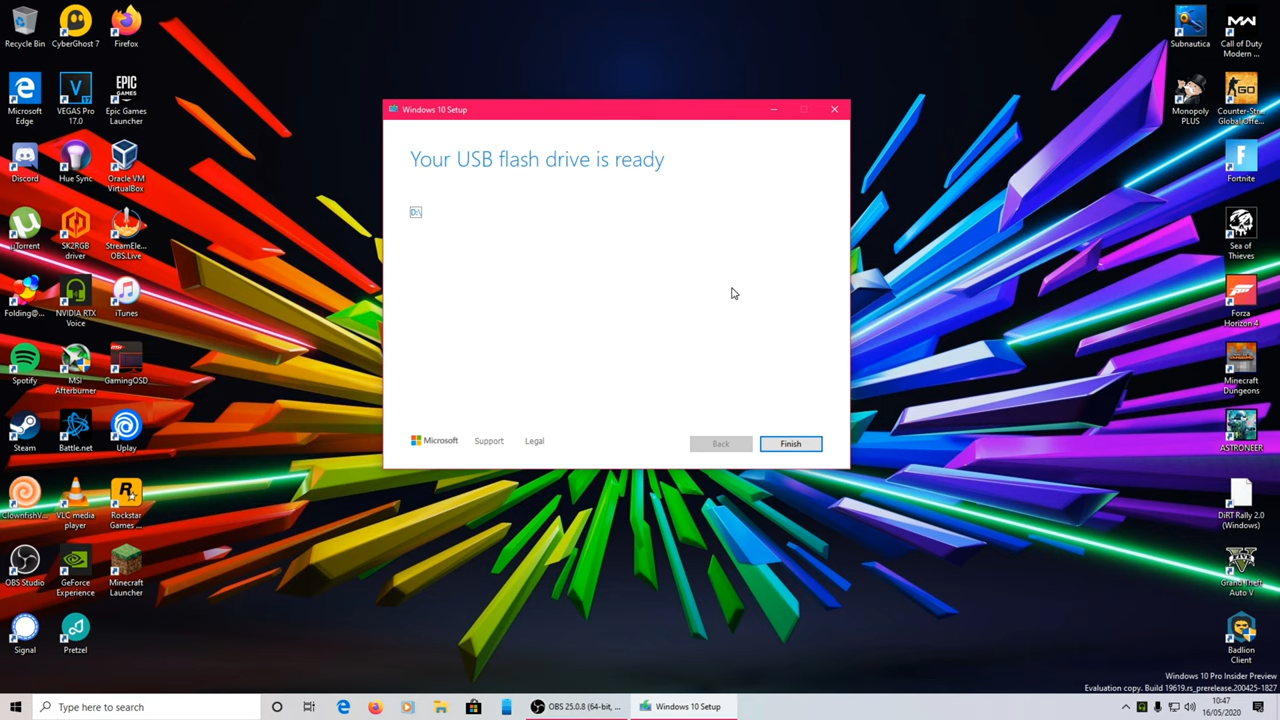 Recycle Bin
CyberGhost 7
Firefox
Microsoft
Edge
VEGAS Pro
17.0
EPIC
GAMES
Epic Games
Launcher
Discord
Hue Sync
Oracle VM
VirtualBox
uTorrent
SK2RGB
driver
StreamEle...
OBS.Live
Folding@...
NVIDIA RTX
Voice
iTunes
Spotify
MSI
Afterburner
GamingOSD
Steam
Battle.net
Uplay
ClownfishV...
VLC media
player
Rockstar
Games ...
OBS Studio
GeForce
Experience
Minecraft
Launcher
Signal
Pretzel
Windows 10 Setup
Your USB flash drive is ready
D:\
Microsoft
Support
Legal
Back
Finish
Subnautica
MW
Call of Duty
Modern ...
Monopoly
PLUS
GO
Counter-Str...
Global Offe...
Fortnite
Sea of
Thieves
Forza
Horizon 4
Minecraft
Dungeons
ASTRONEER
DiRT Rally 2.0
(Windows)
Grand Theft
Auto V
Badlion
Client
Windows 10 Pro Insider Preview
Evaluation copy. Build 19619.rs_prerelease.200425-1827
Type here to search
OBS 25.0.8 (64-bit, ...
Windows 10 Setup
10:47
16/05/2020